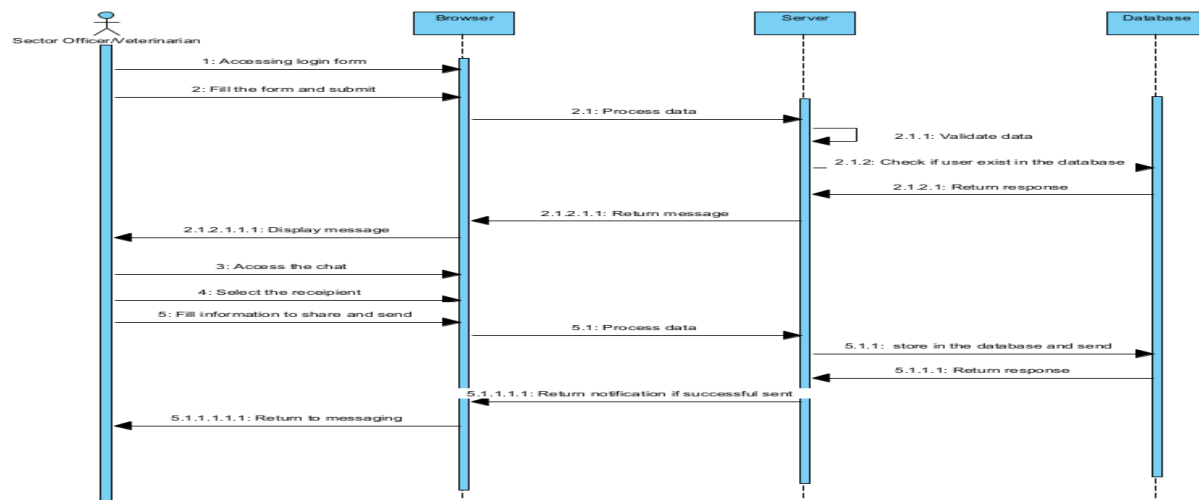 Browser
Server
Database
Sector Officer/Veterinarian
1: Accessing login form
2: Fill the form and submit
2.1: Process data
2.1.1: Validate data
2.1.2: Check if user exist in the database
2.1.2.1: Return response
2.1.2.1.1: Return message
2.1.2.1.1.1: Display message
3: Access the chat
4: Select the receipient
5: Fill information to share and send
5.1: Process data
5.1.1: store in the database and send
5.1.1.1: Return response
5.1.1.1.1: Return notification if successful sent
5.1.1.1.1.1: Return to messaging